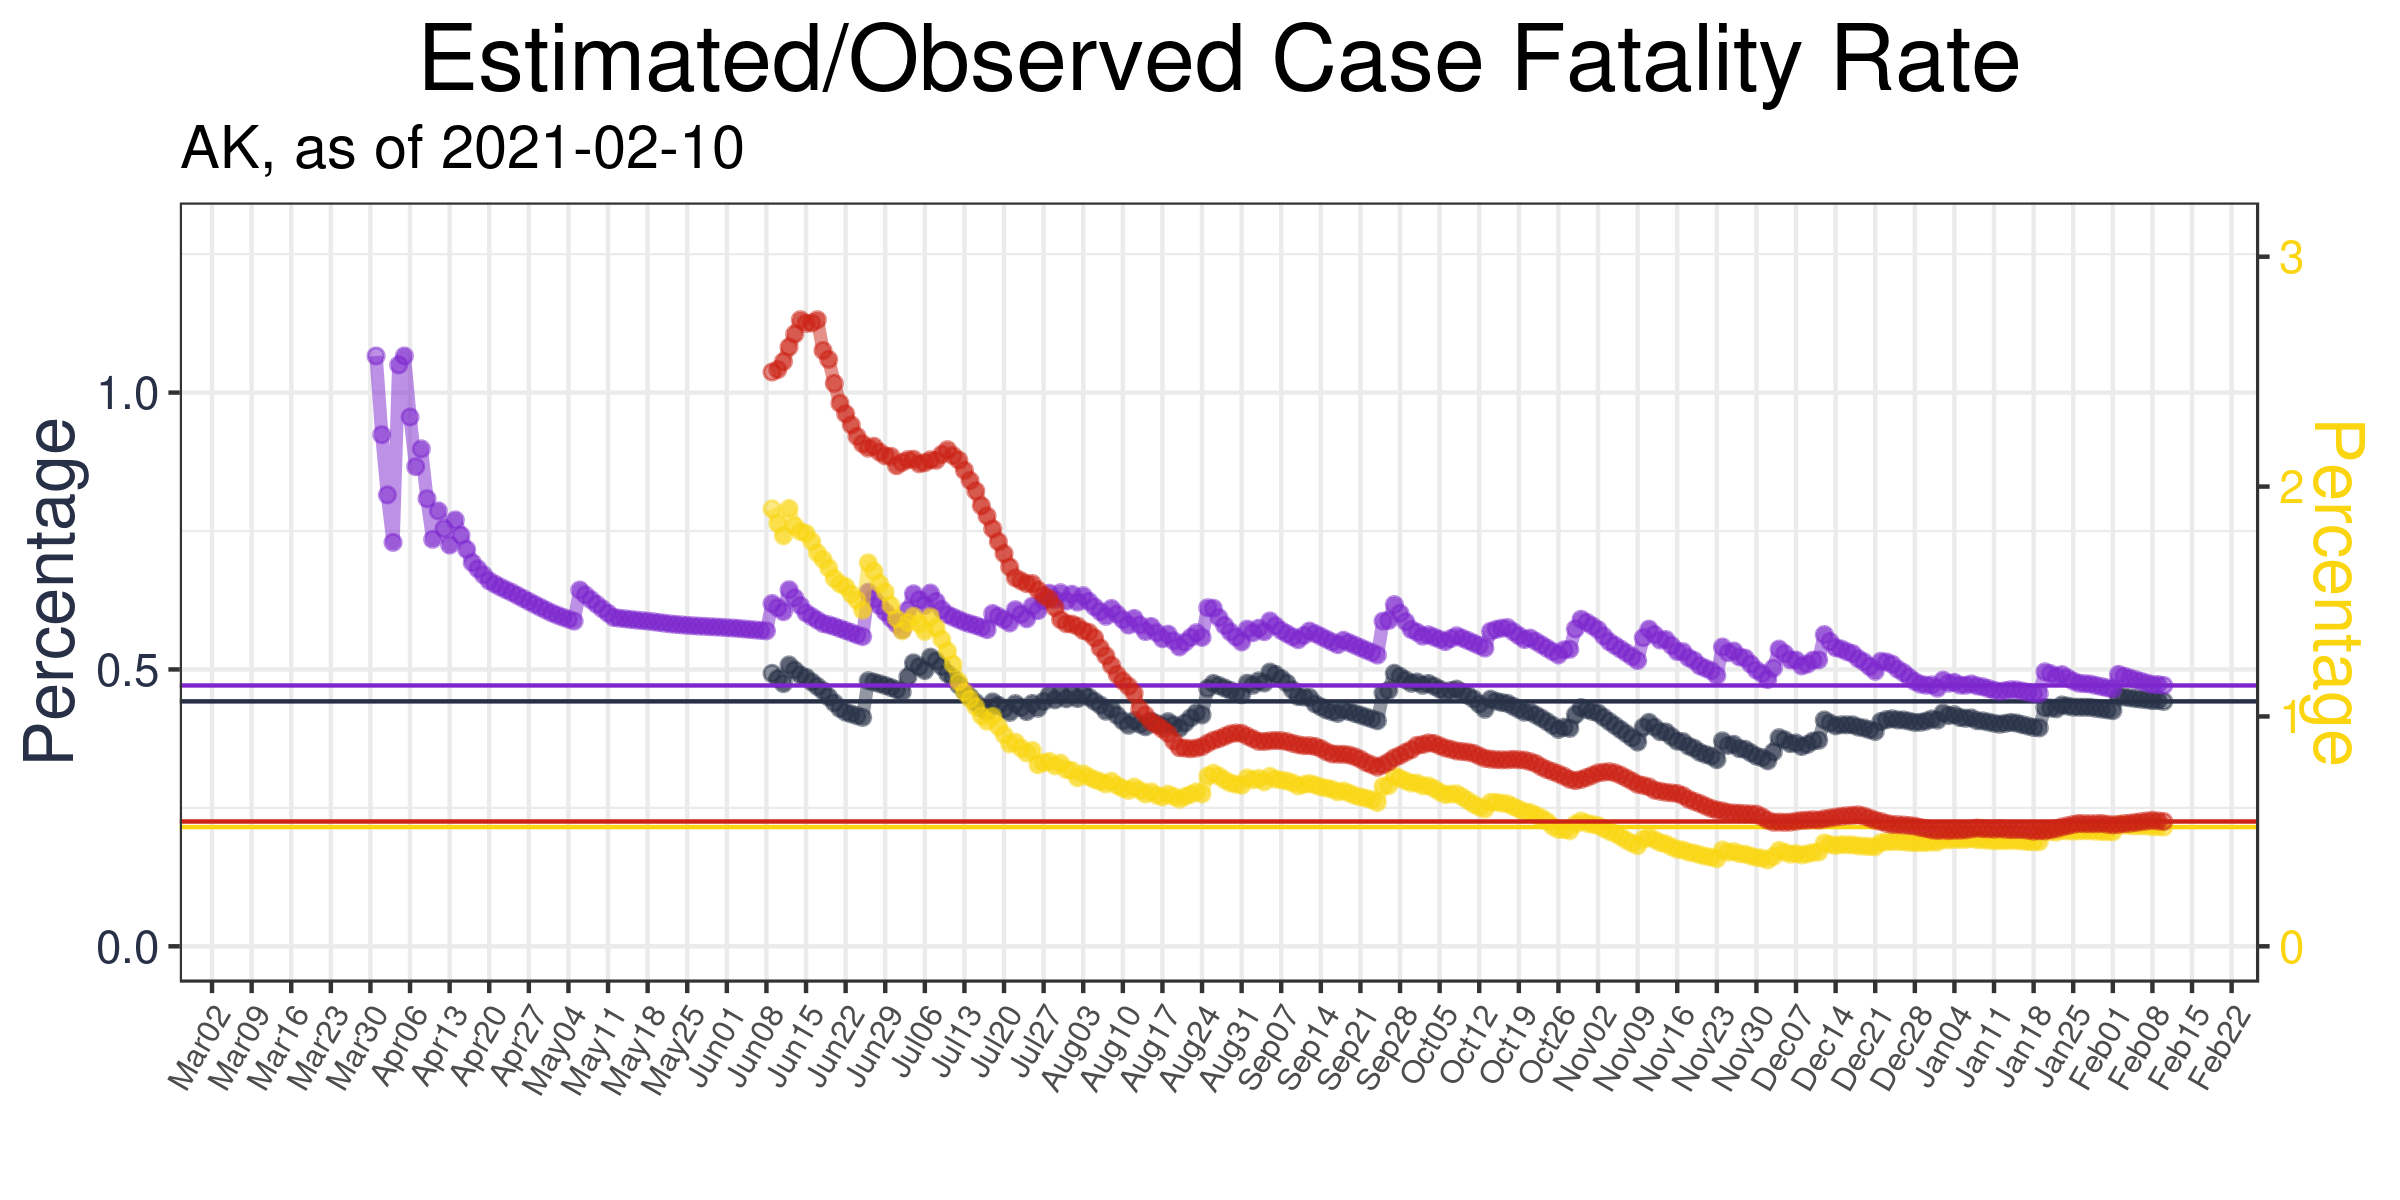 Estimated/Observed Case Fatality Rate
AK, as of 2021-02-10
Percentage
1.0
0.5
0.0
3
2
1
0
Percentage
Mar02
Mar09
Mar16
Mar23
Mar30
Apr06
Apr13
Apr20
Apr27
May04
May11
May18
May25
Jun01
Jun08
Jun15
Jun22
Jun29
Jul06
Jul13
Jul20
Jul27
Aug03
Aug10
Aug17
Aug24
Aug31
Sep07
Sep14
Sep21
Sep28
Oct05
Oct12
Oct19
Oct26
Nov02
Nov09
Nov16
Nov23
Nov30
Dec07
Dec14
Dec21
Dec28
Jan04
Jan11
Jan18
Jan25
Feb01
Feb08
Feb15
Feb22